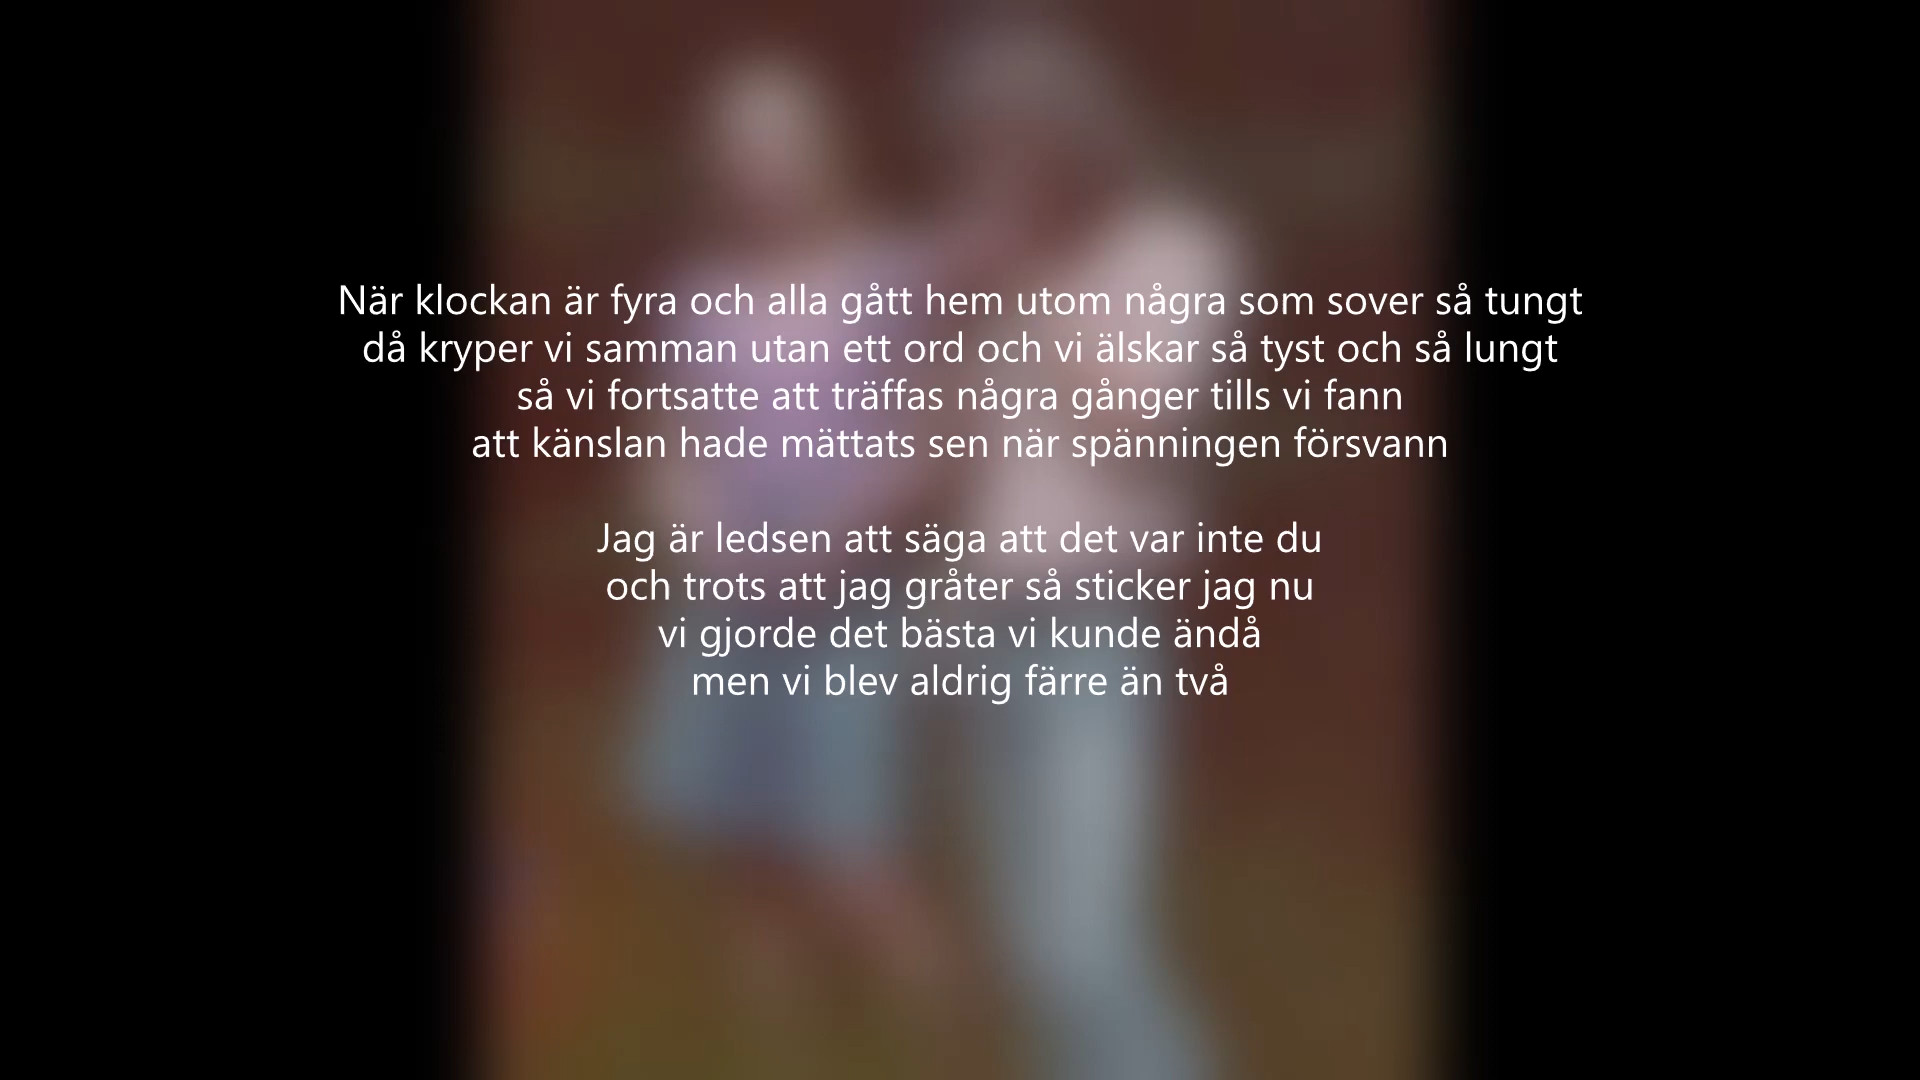 När klockan är fyra och alla gått hem utom några som sover så tungt
då kryper vi samman utan ett ord och vi älskar så tyst och så lungt
så vi fortsatte att träffas några gånger tills vi fann
att känslan hade mättats sen när spänningen försvann
Jag är ledsen att säga att det var inte du
och trots att jag gråter så sticker jag nu
vi gjorde det bästa vi kunde ändå
men vi blev aldrig färre än två